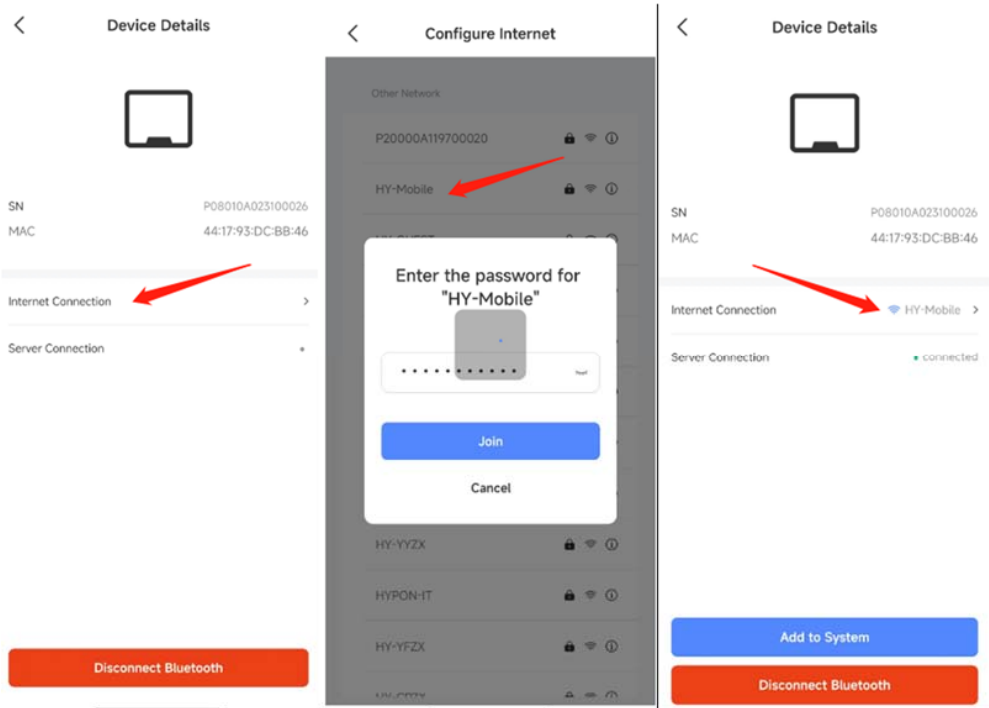 Device Details
SN P08010A023100026
MAC 44:17:93:DC:BB:46
Internet Connection
Server Connection
Disconnect Bluetooth
Configure Internet
Other Network
P20000A119700020
HY-Mobile
Enter the password for
"HY-Mobile"
Join
Cancel
HY-YYZX
HYPON-IT
HY-YFZX
Device Details
SN P08010A023100026
MAC 44:17:93:DC:BB:46
Internet Connection HY-Mobile
Server Connection connected
Add to System
Disconnect Bluetooth